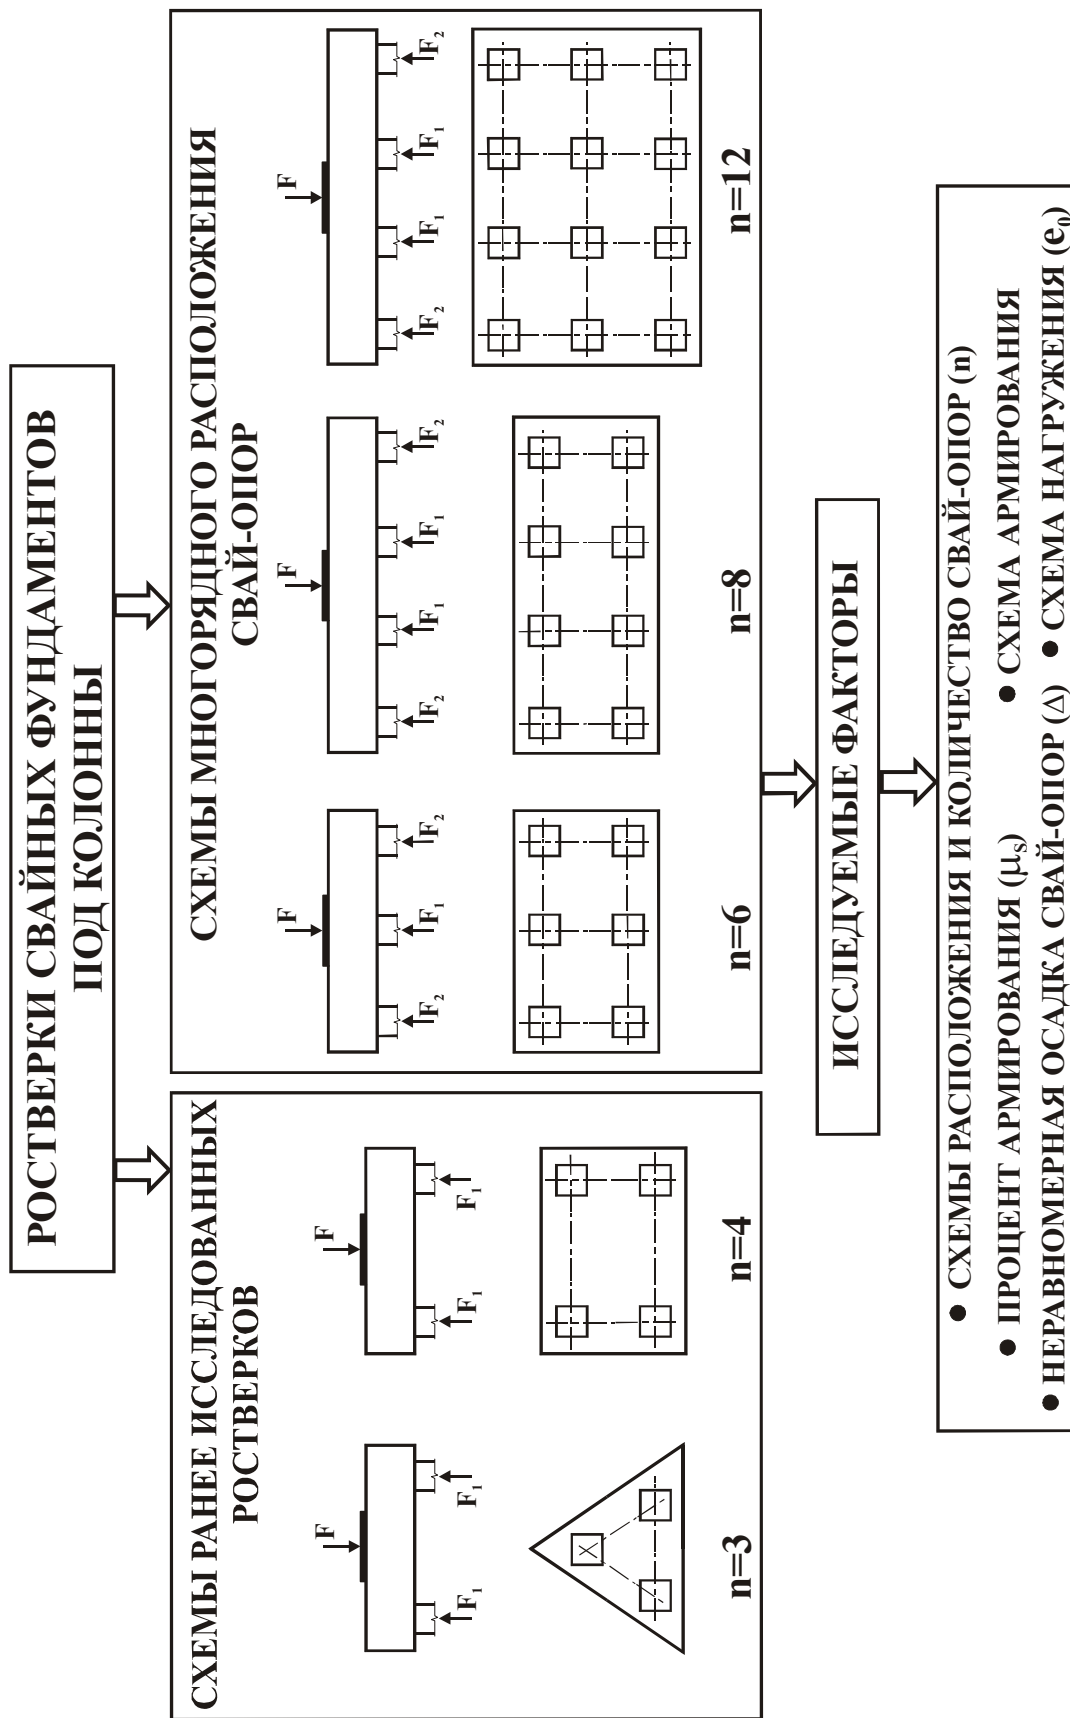 РОСТВЕРКИ СВАЙНЫХ ФУНДАМЕНТОВ
ПОД КОЛОННЫ
СХЕМЫ РАНЕЕ ИССЛЕДОВАННЫХ
РОСТВЕРКОВ
F
F₁
F₁
n=3
F
F₁
F₁
n=4
СХЕМЫ МНОГОРЯДНОГО РАСПОЛОЖЕНИЯ
СВАЙ-ОПОР
F
F₂
F₁
F₂
n=6
F
F₂
F₁
F₁
F₂
n=8
F
F₂
F₁
F₁
F₂
n=12
ИССЛЕДУЕМЫЕ ФАКТОРЫ
● СХЕМЫ РАСПОЛОЖЕНИЯ И КОЛИЧЕСТВО СВАЙ-ОПОР (n)
● ПРОЦЕНТ АРМИРОВАНИЯ (μₛ) ● СХЕМА АРМИРОВАНИЯ
● НЕРАВНОМЕРНАЯ ОСАДКА СВАЙ-ОПОР (Δ) ● СХЕМА НАГРУЖЕНИЯ (e₀)